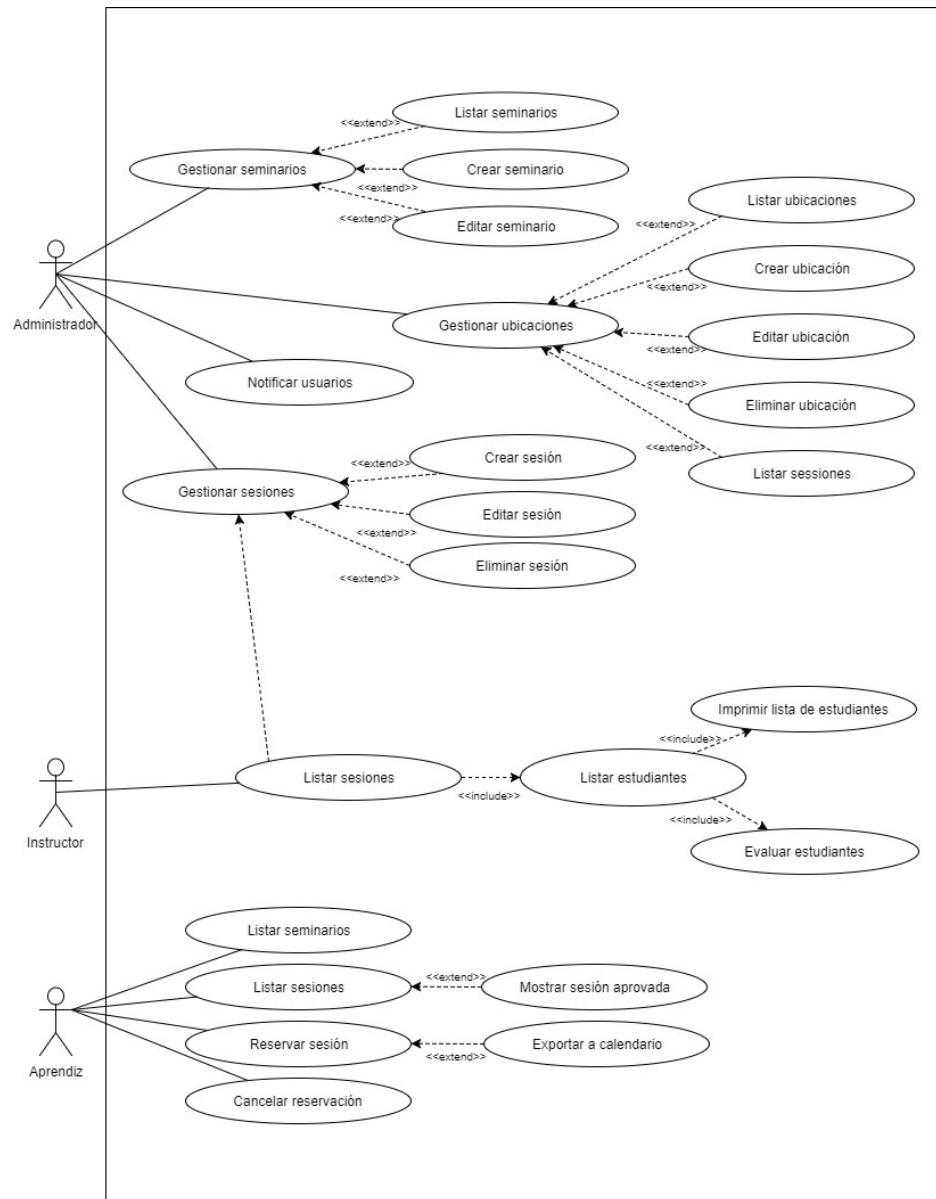 Listar seminarios
<<extend>>
Gestionar seminarios
Crear seminario
<<extend>>
Editar seminario
<<extend>>
Listar ubicaciones
<<extend>>
Crear ubicación
<<extend>>
Administrador
Gestionar ubicaciones
Editar ubicación
<<extend>>
Notificar usuarios
<<extend>>
Eliminar ubicación
<<extend>>
Listar sessiones
Crear sesión
<<extend>>
Gestionar sesiones
Editar sesión
<<extend>>
Eliminar sesión
<<extend>>
Imprimir lista de estudiantes
<<include>>
Instructor
Listar sesiones
<<include>>
Listar estudiantes
<<include>>
Evaluar estudiantes
Listar seminarios
Listar sesiones
<<extend>>
Mostrar sesión aprovada
Aprendiz
Reservar sesión
<<extend>>
Exportar a calendario
Cancelar reservación